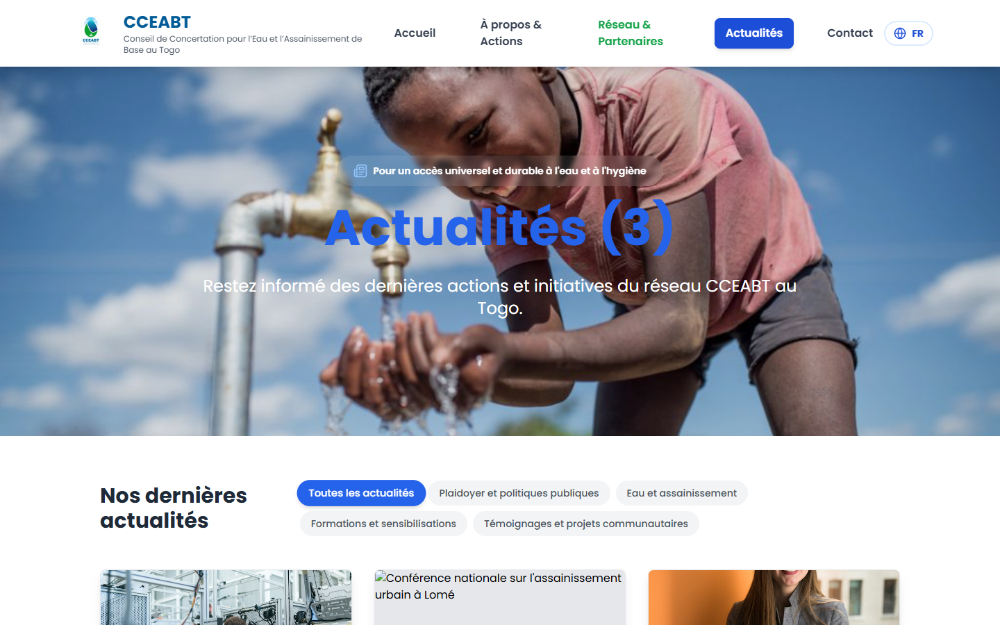 CCEABT
CCEABT
Conseil de Concertation pour l'Eau et l'Assainissement de
Base au Togo
Accueil
À propos &
Actions
Réseau &
Partenaires
Actualités
Contact
FR
Pour un accès universel et durable à l'eau et à l'hygiène
Actualités (3)
Restez informé des dernières actions et initiatives du réseau CCEABT au
Togo.
Nos dernières
actualités
Toutes les actualités
Plaidoyer et politiques publiques
Eau et assainissement
Formations et sensibilisations
Témoignages et projets communautaires
Conférence nationale sur l'assainissement
urbain à Lomé